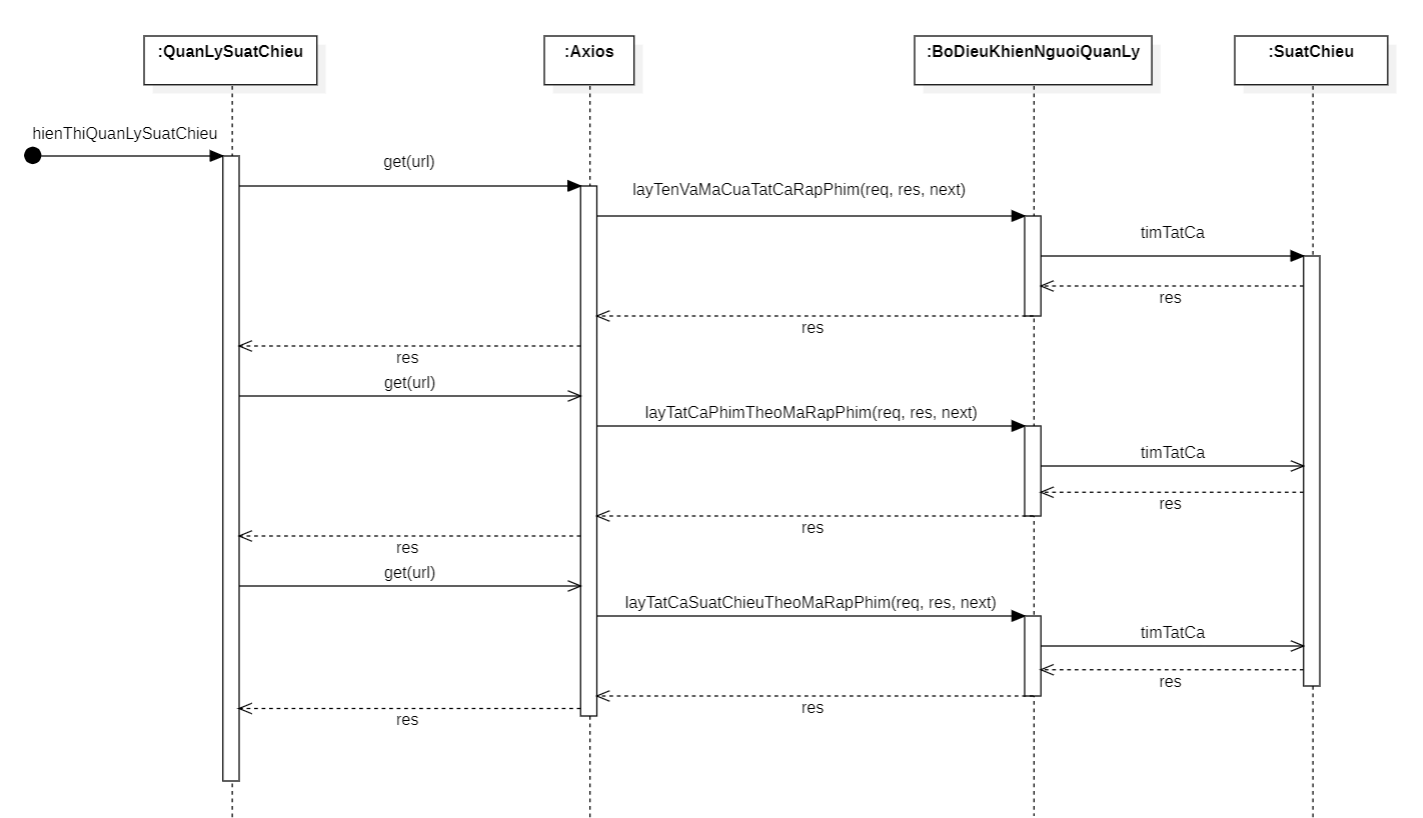 :QuanLySuatChieu
:Axios
:BoDieuKhienNguoiQuanLy
:SuatChieu
hienThiQuanLySuatChieu
get(url)
layTenVaMaCuaTatCaRapPhim(req, res, next)
timTatCa
res
res
res
get(url)
layTatCaPhimTheoMaRapPhim(req, res, next)
timTatCa
res
res
res
get(url)
layTatCaSuatChieuTheoMaRapPhim(req, res, next)
timTatCa
res
res
res